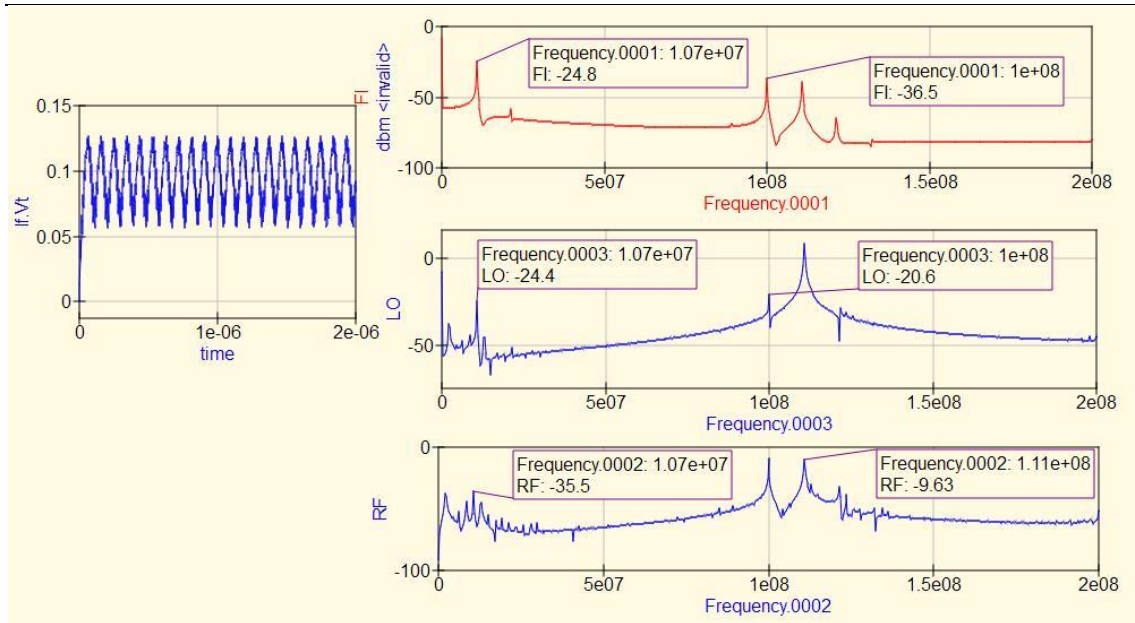 0.15
0.1
0.05
0
If.Vt
0
1e-06
2e-06
time
FI
dbm <invalid>
0
-50
-100
Frequency.0001: 1.07e+07
FI: -24.8
Frequency.0001: 1e+08
FI: -36.5
0
5e07
1e08
1.5e08
2e08
Frequency.0001
LO
0
-50
Frequency.0003: 1.07e+07
LO: -24.4
Frequency.0003: 1e+08
LO: -20.6
0
5e07
1e08
1.5e08
2e08
Frequency.0003
RF
0
-100
Frequency.0002: 1.07e+07
RF: -35.5
Frequency.0002: 1.11e+08
RF: -9.63
0
5e07
1e08
1.5e08
2e08
Frequency.0002